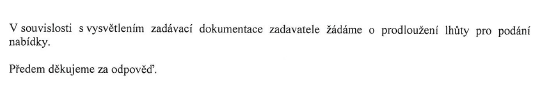 V souvislosti s vysvětlením zadávací dokumentace zadavatele žádáme o prodloužení lhůty pro podání
nabídky.
Předem děkujeme za odpověď.